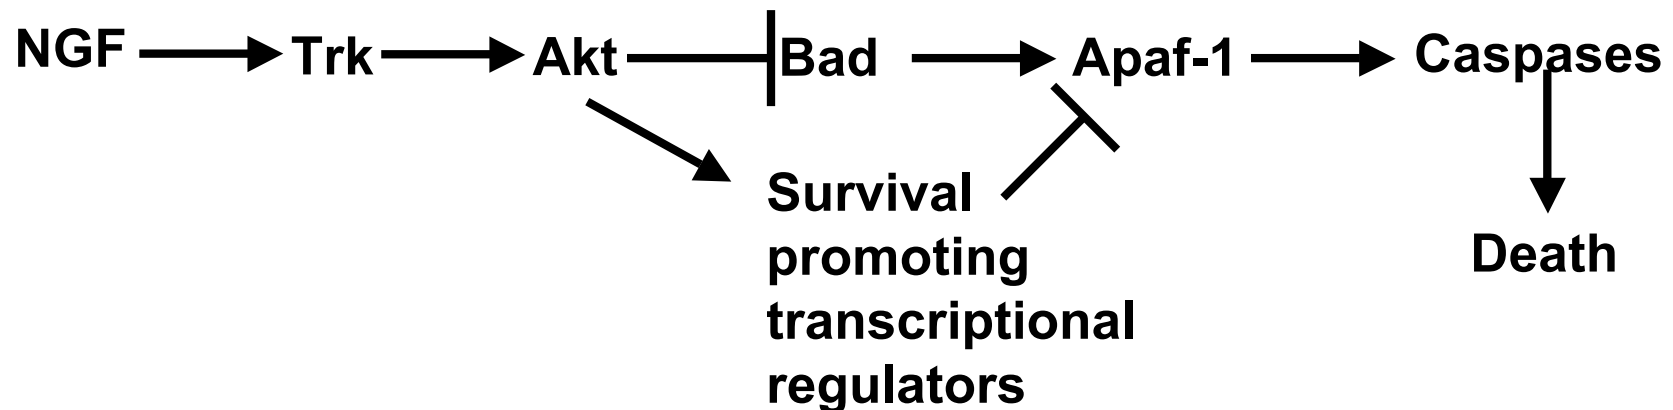 NGF Trk Akt Bad Apaf-1 Caspases
Survival
promoting
transcriptional
regulators
Death